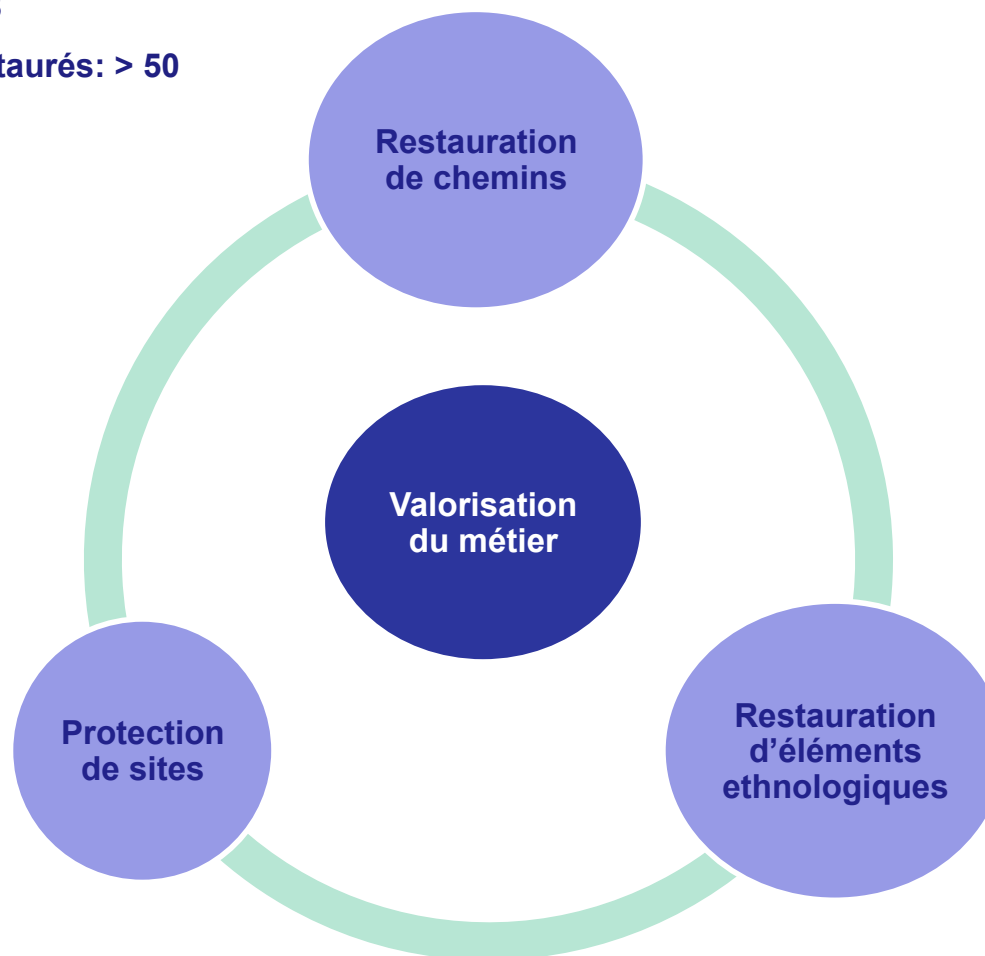 taurés: > 50
Restauration
de chemins
Valorisation
du métier
Protection
de sites
Restauration
d’éléments
ethnologiques